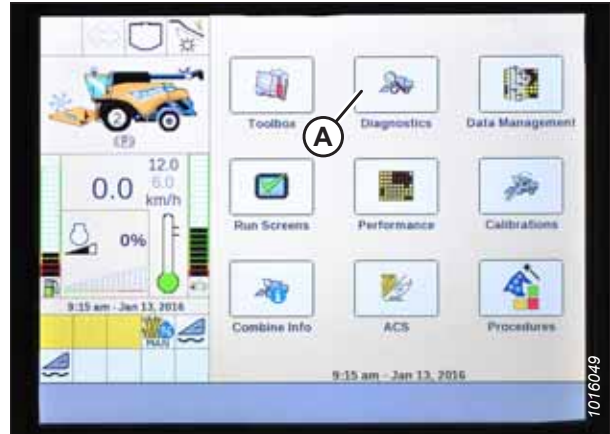 Toolbox
Diagnostics
Data Management
A
2
(P)
12.0
6.0
0.0
km/h
Run Screens
Performance
Calibrations
0%
9:15 am - Jan 13, 2016
MAN
Combine Info
ACS
Procedures
9:15 am - Jan 13, 2016
1016049